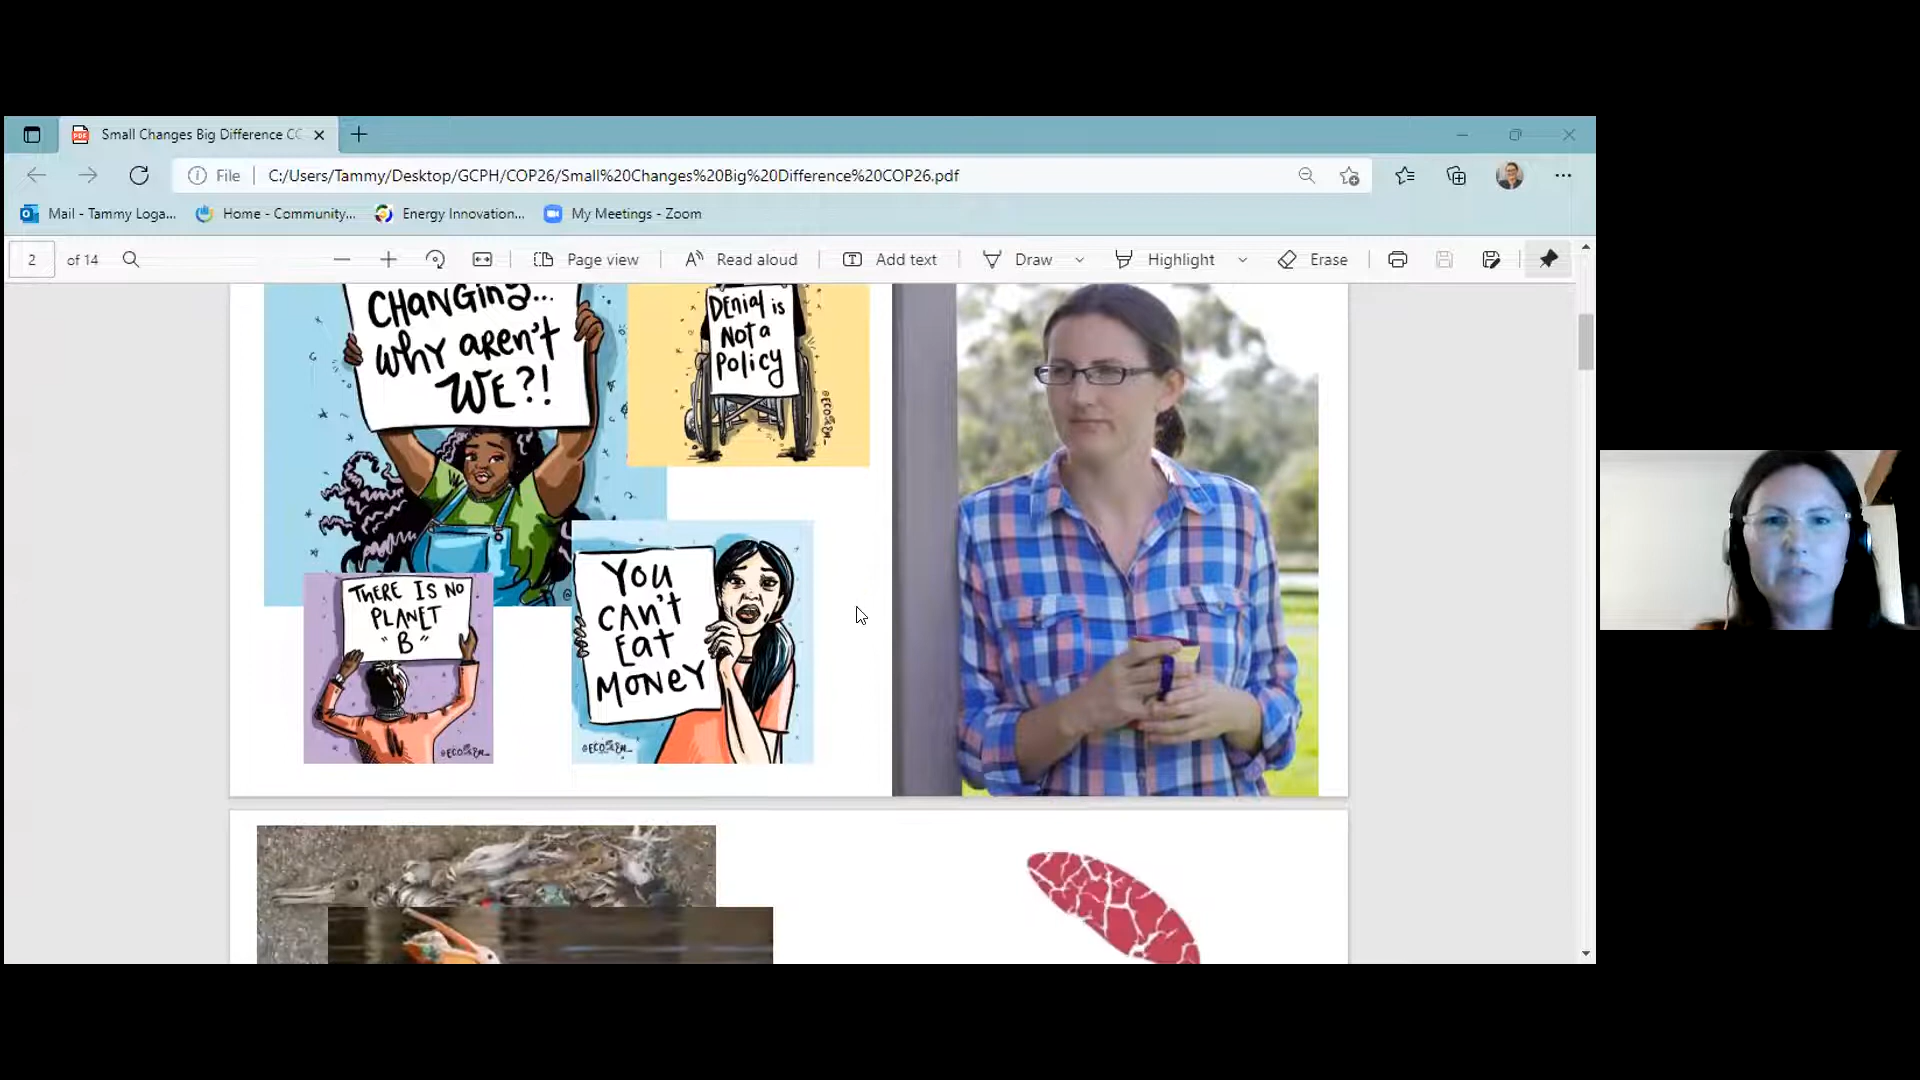 Small Changes Big Difference CC
File
C:/Users/Tammy/Desktop/GCPH/COP26/Small%20Changes%20Big%20Difference%20COP26.pdf
Mail - Tammy Loga...
Home - Community...
Energy Innovation...
My Meetings - Zoom
2
of 14
Page view
Read aloud
Add text
Draw
Highlight
Erase
CHANGING...
WHY aREN'T
WE?!
DENial is
Not a
Policy
THERE IS NO
PLANET
"B"
YOU
CAN'T
EAT
MONEY